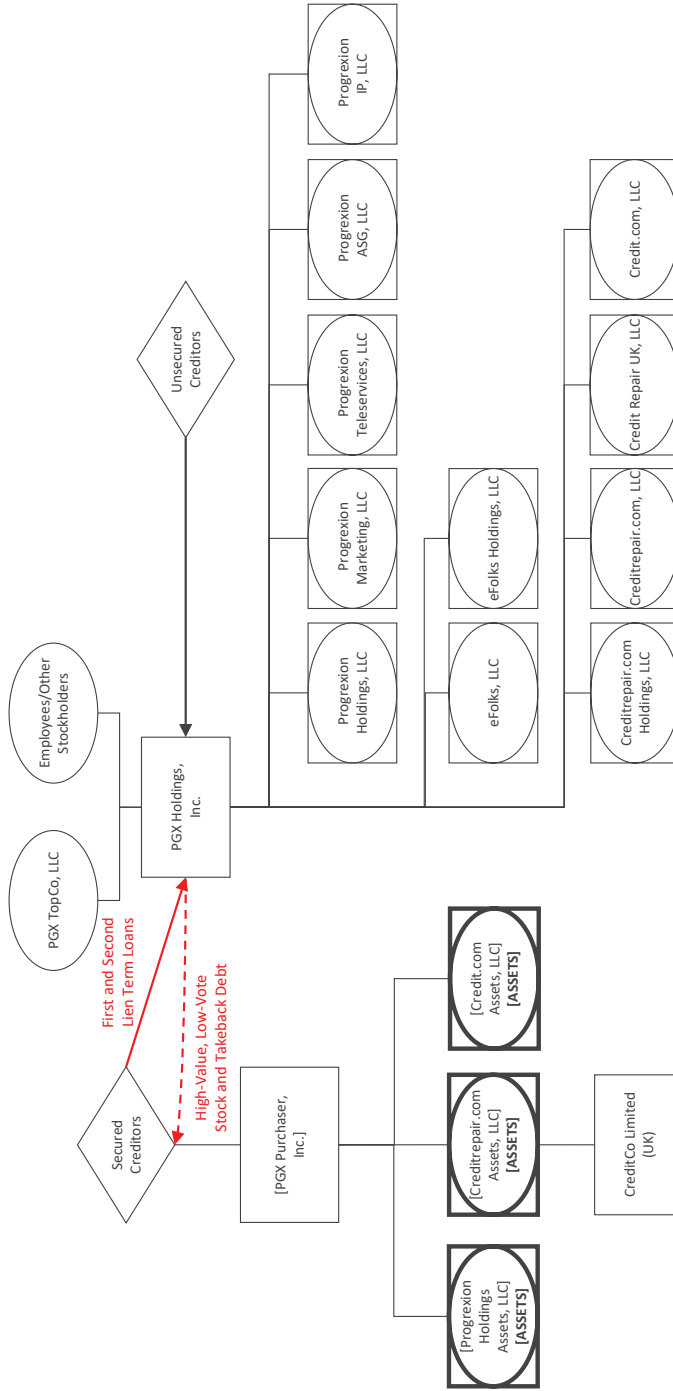 PGX TopCo, LLC
Employees/Other
Stockholders
Secured
Creditors
First and Second
Lien Term Loans
High-Value, Low-Vote
Stock and Takeback Debt
PGX Holdings,
Inc.
Unsecured
Creditors
[PGX Purchaser,
Inc.]
Progrexion
Holdings, LLC
Progrexion
Marketing, LLC
Progrexion
Teleservices, LLC
Progrexion
ASG, LLC
Progrexion
IP, LLC
[Progrexion
Holdings
Assets, LLC]
[ASSETS]
[Creditrepair.com
Assets, LLC]
[ASSETS]
[Credit.com
Assets, LLC]
[ASSETS]
eFolks, LLC
eFolks Holdings, LLC
CreditCo Limited
(UK)
Creditrepair.com
Holdings, LLC
Creditrepair.com, LLC
Credit Repair UK, LLC
Credit.com, LLC